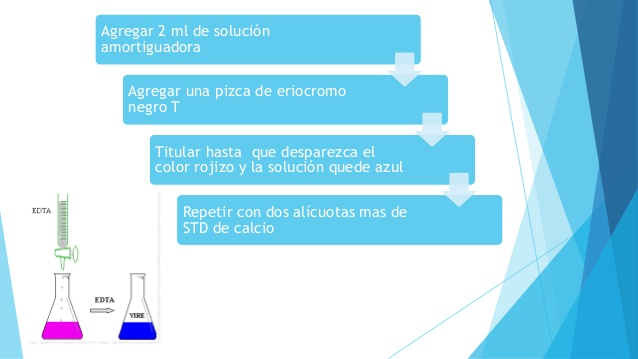 Agregar 2 ml de solución
amortiguadora
Agregar una pizca de eriocromo
negro T
Titular hasta que desparezca el
color rojizo y la solución quede azul
Repetir con dos alícuotas mas de
STD de calcio
EDTA
EDTA
VIRE